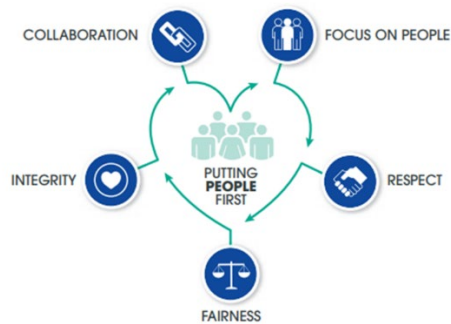 COLLABORATION
FOCUS ON PEOPLE
PUTTING
PEOPLE
FIRST
INTEGRITY
RESPECT
FAIRNESS